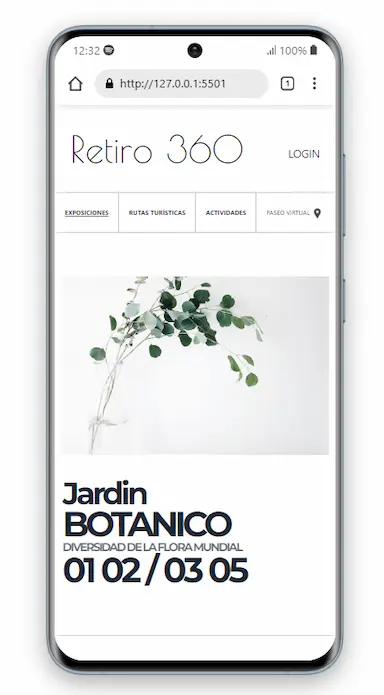 12:32 100%
http://127.0.0.1:5501 1
Retiro 360
LOGIN
EXPOSICIONES RUTAS TURÍSTICAS ACTIVIDADES PASEO VIRTUAL
Jardin
BOTANICO
DIVERSIDAD DE LA FLORA MUNDIAL
01 02 / 03 05